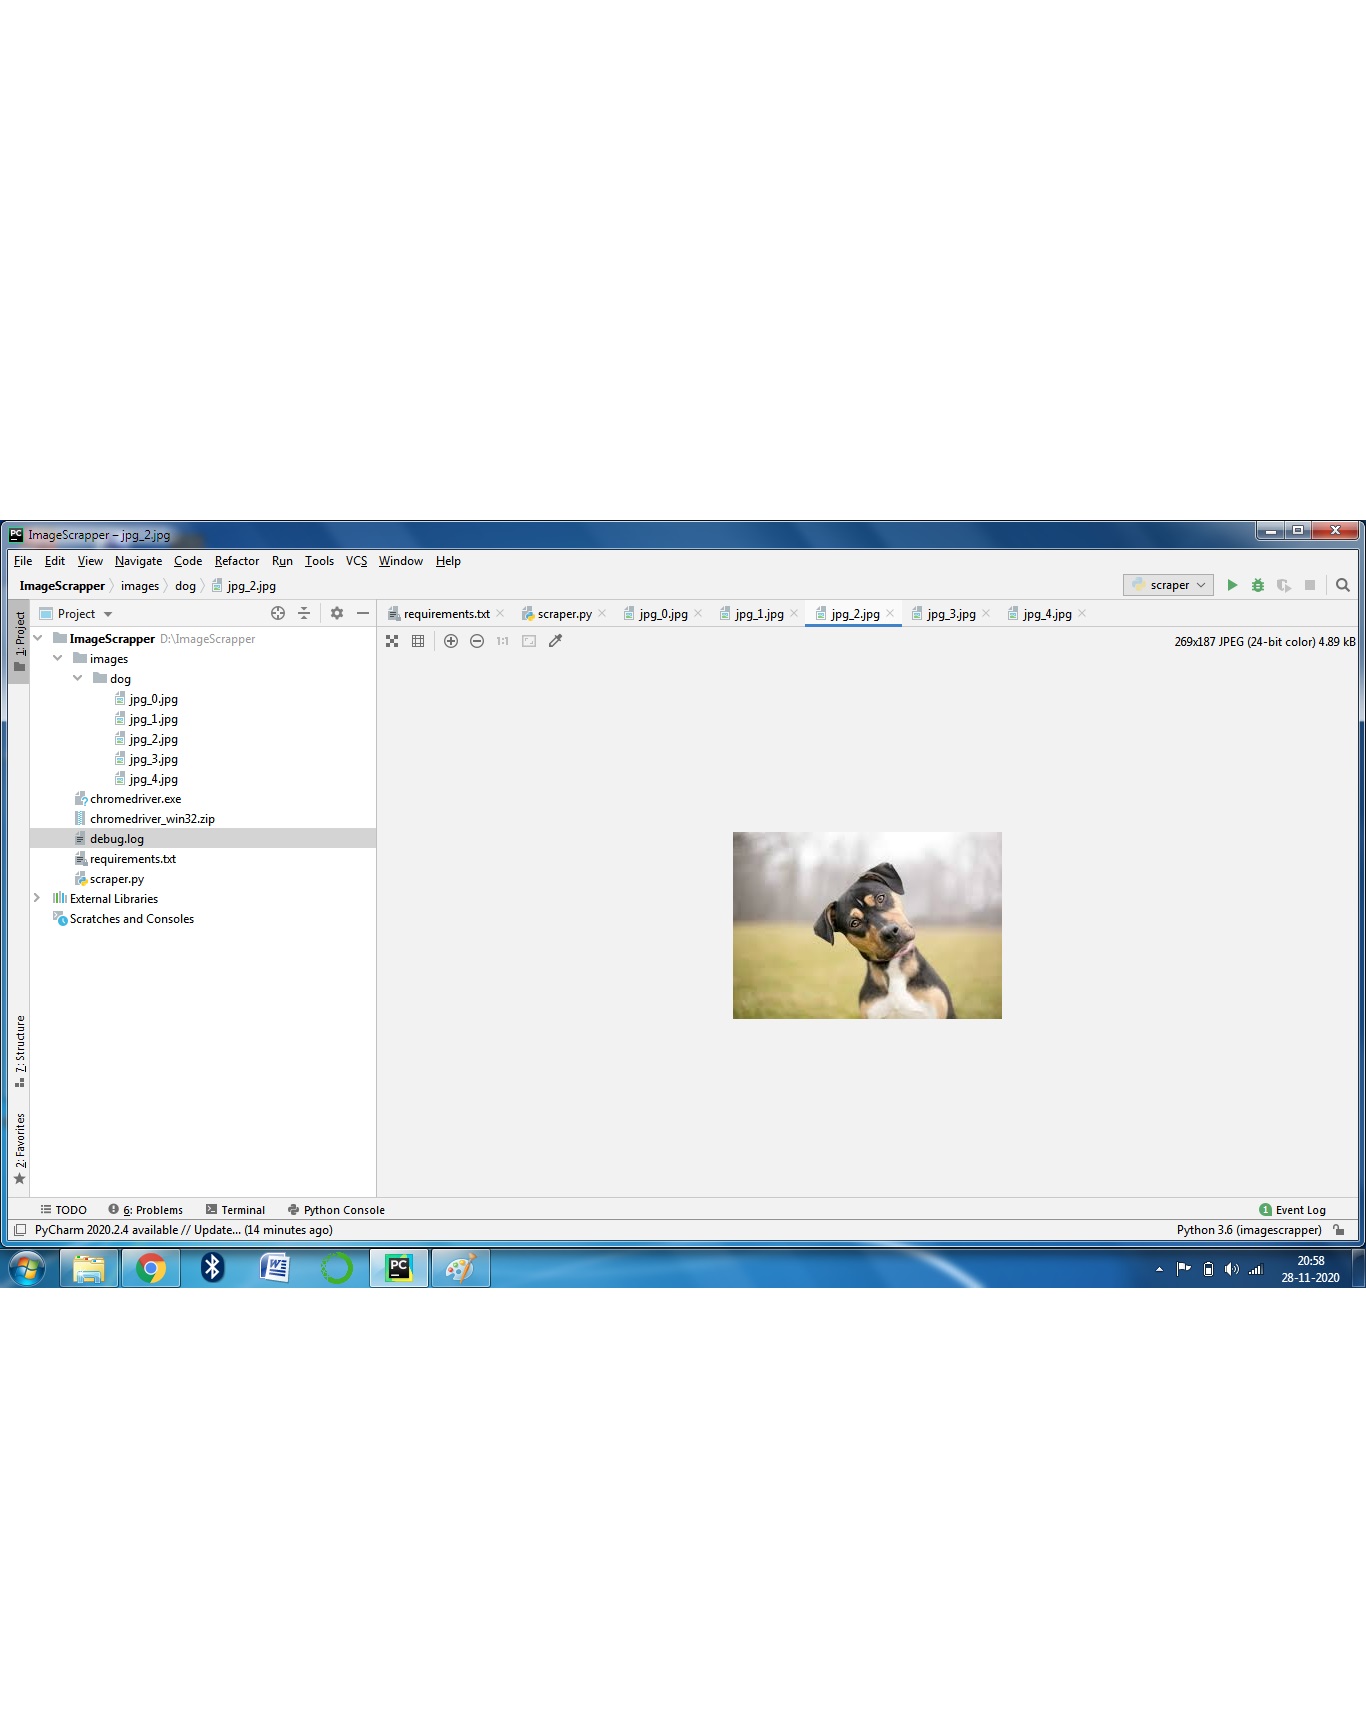 ImageScrapper – jpg_2.jpg
File Edit View Navigate Code Refactor Run Tools VCS Window Help
ImageScrapper images dog jpg_2.jpg
scraper
1: Project
Project
requirements.txt scraper.py jpg_0.jpg jpg_1.jpg jpg_2.jpg jpg_3.jpg jpg_4.jpg
ImageScrapper D:\ImageScrapper
1:1
269x187 JPEG (24-bit color) 4.89 kB
images
dog
jpg_0.jpg
jpg_1.jpg
jpg_2.jpg
jpg_3.jpg
jpg_4.jpg
chromedriver.exe
chromedriver_win32.zip
debug.log
requirements.txt
scraper.py
External Libraries
Scratches and Consoles
7: Structure
2: Favorites
TODO 6: Problems Terminal Python Console
1 Event Log
PyCharm 2020.2.4 available // Update... (14 minutes ago)
Python 3.6 (imagescrapper)
PC
20:58
28-11-2020